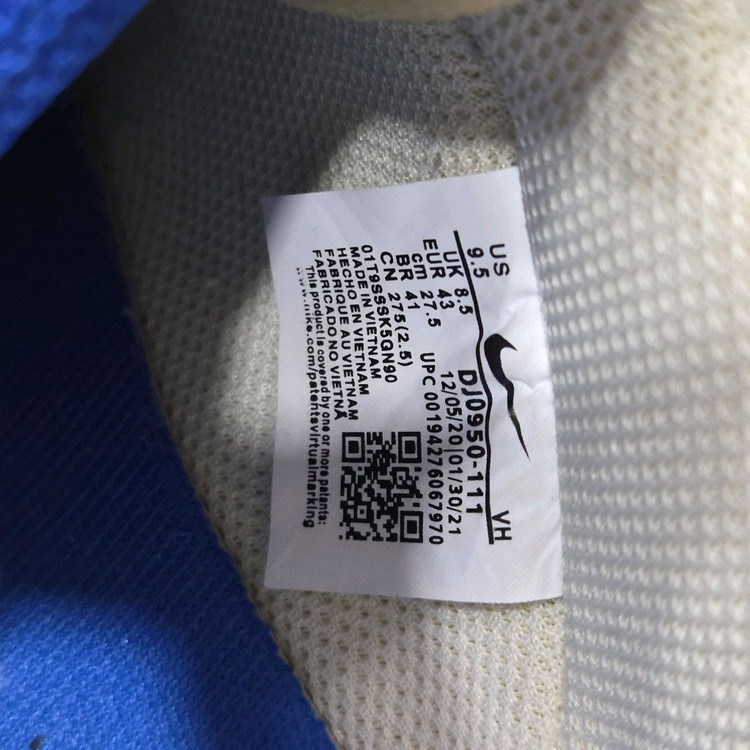 US
9.5
VH
UK 8.5
EUR 43
cm 27.5
BR 41
CN 275(2.5)
DJ0950-111
12/05/20|01/30/21
UPC 00194276067970
01T9SSSK5QN90
MADE IN VIETNAM
HECHO EN VIETNAM
FABRIQUE AU VIETNAM
FABRICADO NO VIETNÃ
This product is covered by one or more patents:
www.nike.com/patentsvirtualmarking